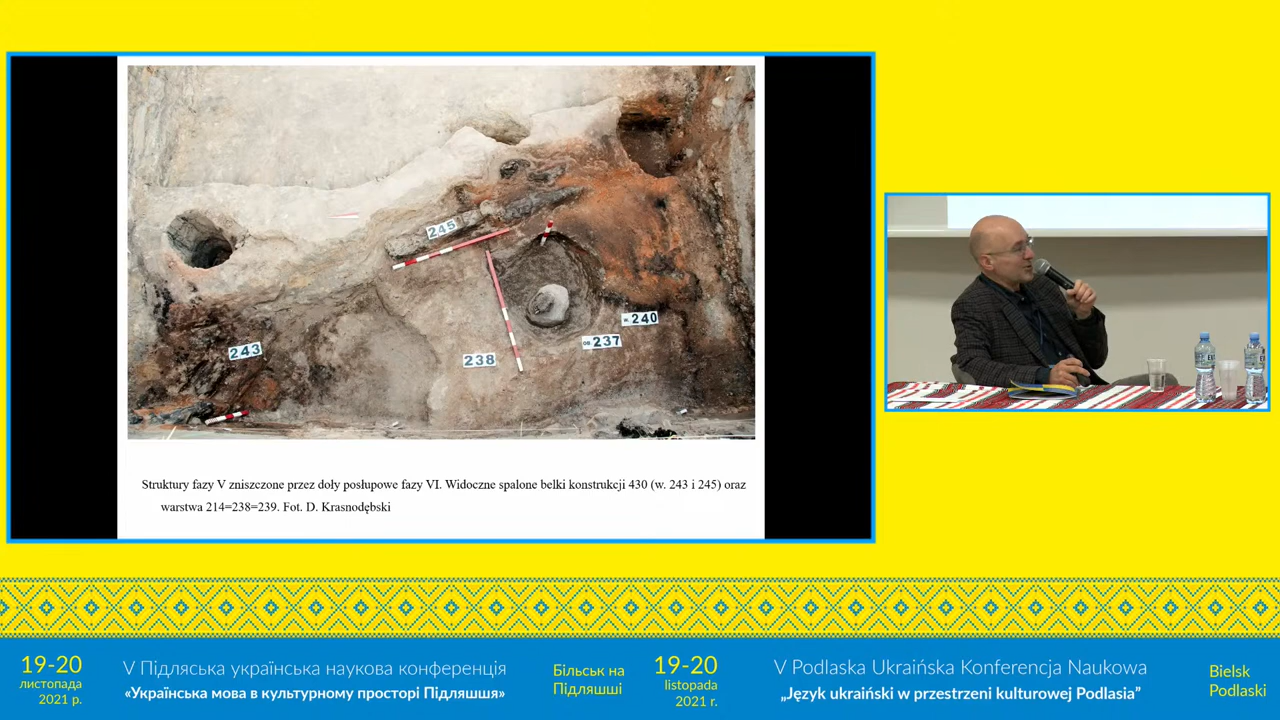 245
243
238
w. 240
OB. 237
Struktury fazy V zniszczone przez doły posłupowe fazy VI. Widoczne spalone belki konstrukcji 430 (w. 243 i 245) oraz
warstwa 214=238=239. Fot. D. Krasnodębski
19-20
листопада
2021 р.
V Підляська українська наукова конференція
«Українська мова в культурному просторі Підляшшя»
Більськ на
Підляшші
19-20
listopada
2021 r.
V Podlaska Ukraińska Konferencja Naukowa
„Język ukraiński w przestrzeni kulturowej Podlasia”
Bielsk
Podlaski